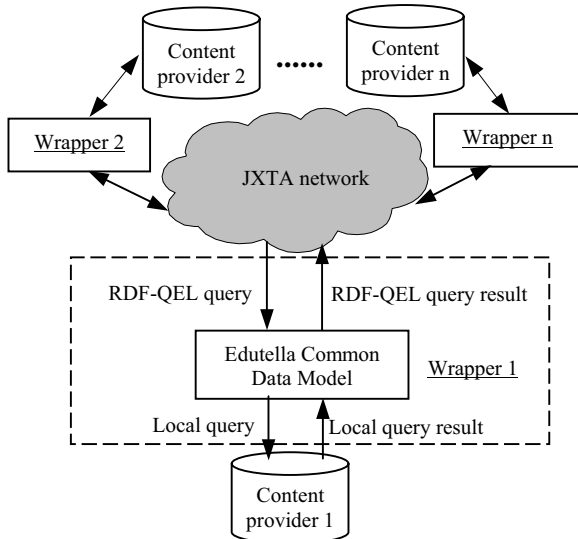 Content
provider 2
......
Content
provider n
Wrapper 2
Wrapper n
JXTA network
RDF-QEL query
RDF-QEL query result
Edutella Common
Data Model
Wrapper 1
Local query
Local query result
Content
provider 1